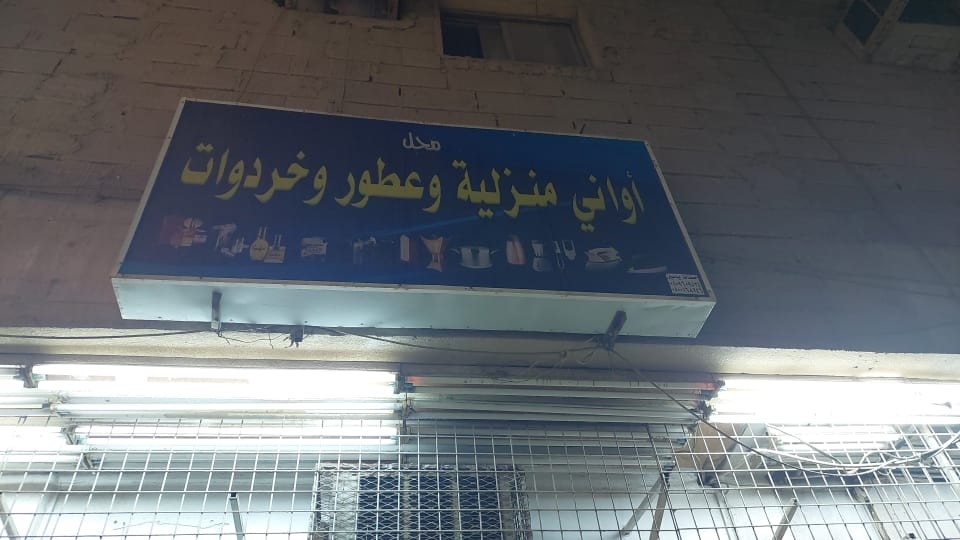 محل
أواني منزلية وعطور وخردوات